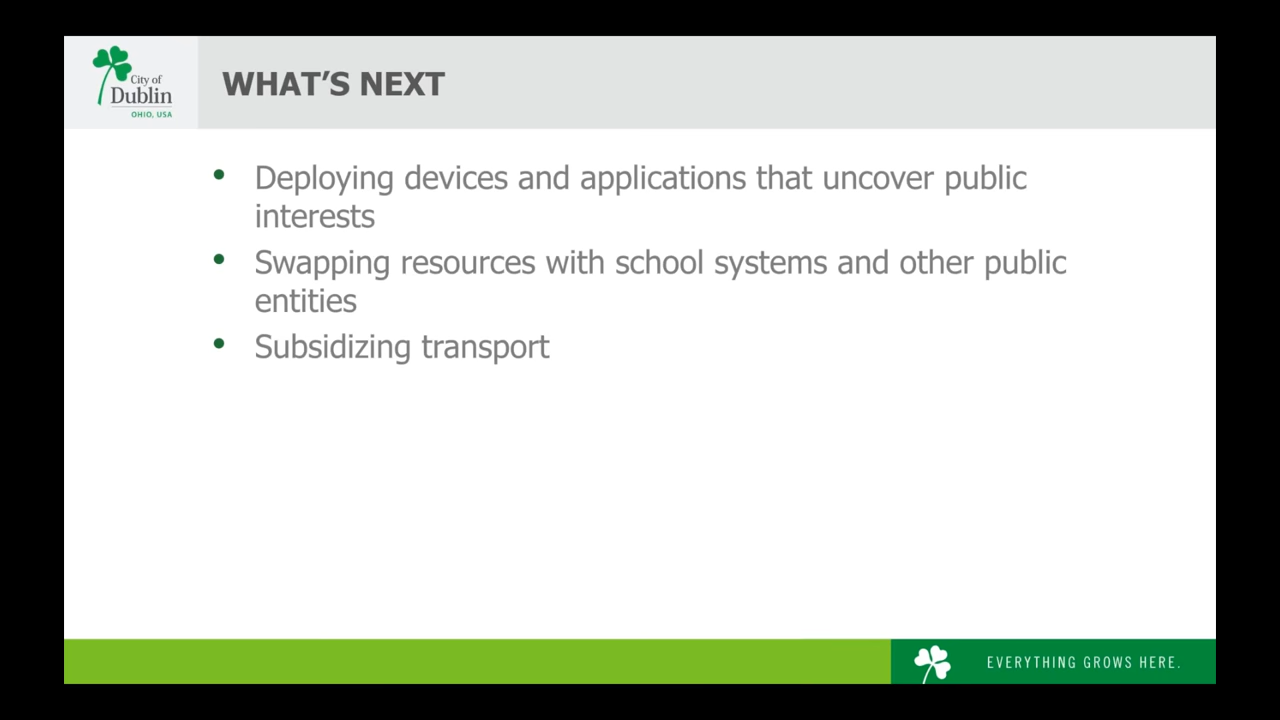 City of
Dublin
OHIO, USA
WHAT’S NEXT
• Deploying devices and applications that uncover public
interests
• Swapping resources with school systems and other public
entities
• Subsidizing transport
EVERYTHING GROWS HERE.